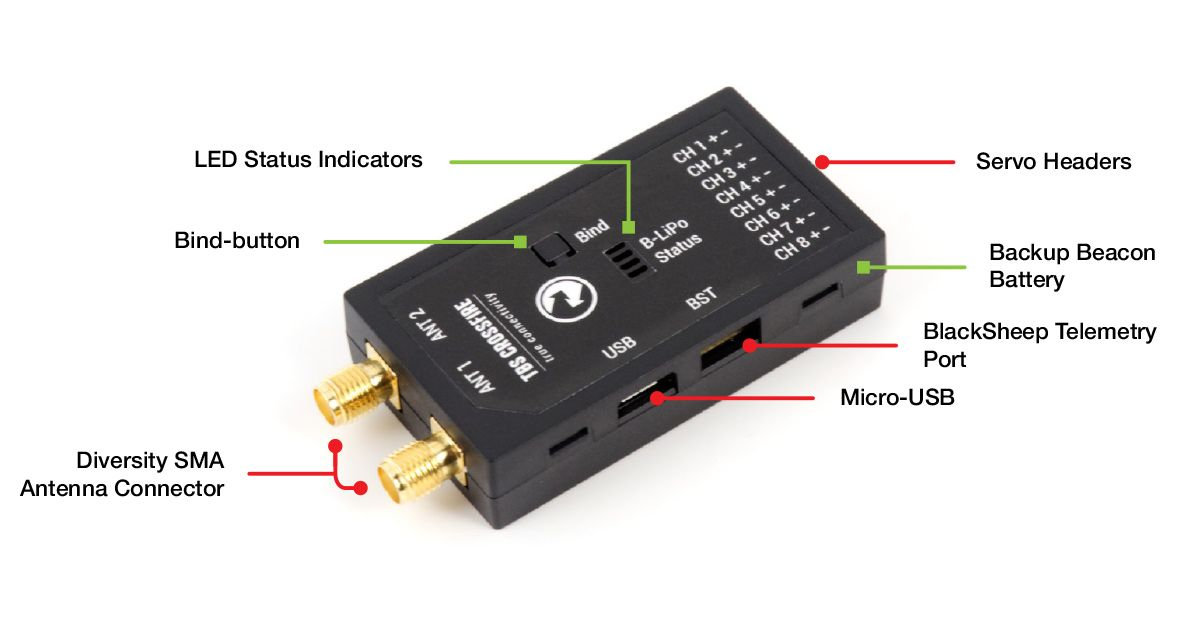 LED Status Indicators
Bind-button
Diversity SMA
Antenna Connector
Servo Headers
Backup Beacon
Battery
BlackSheep Telemetry
Port
Micro-USB
CH 1 + -
CH 2 + -
CH 3 + -
CH 4 + -
CH 5 + -
CH 6 + -
CH 7 + -
CH 8 + -
Bind
B-LiPo
Status
BST
USB
TBS CROSSFIRE
true connectivity
ANT 2
ANT 1